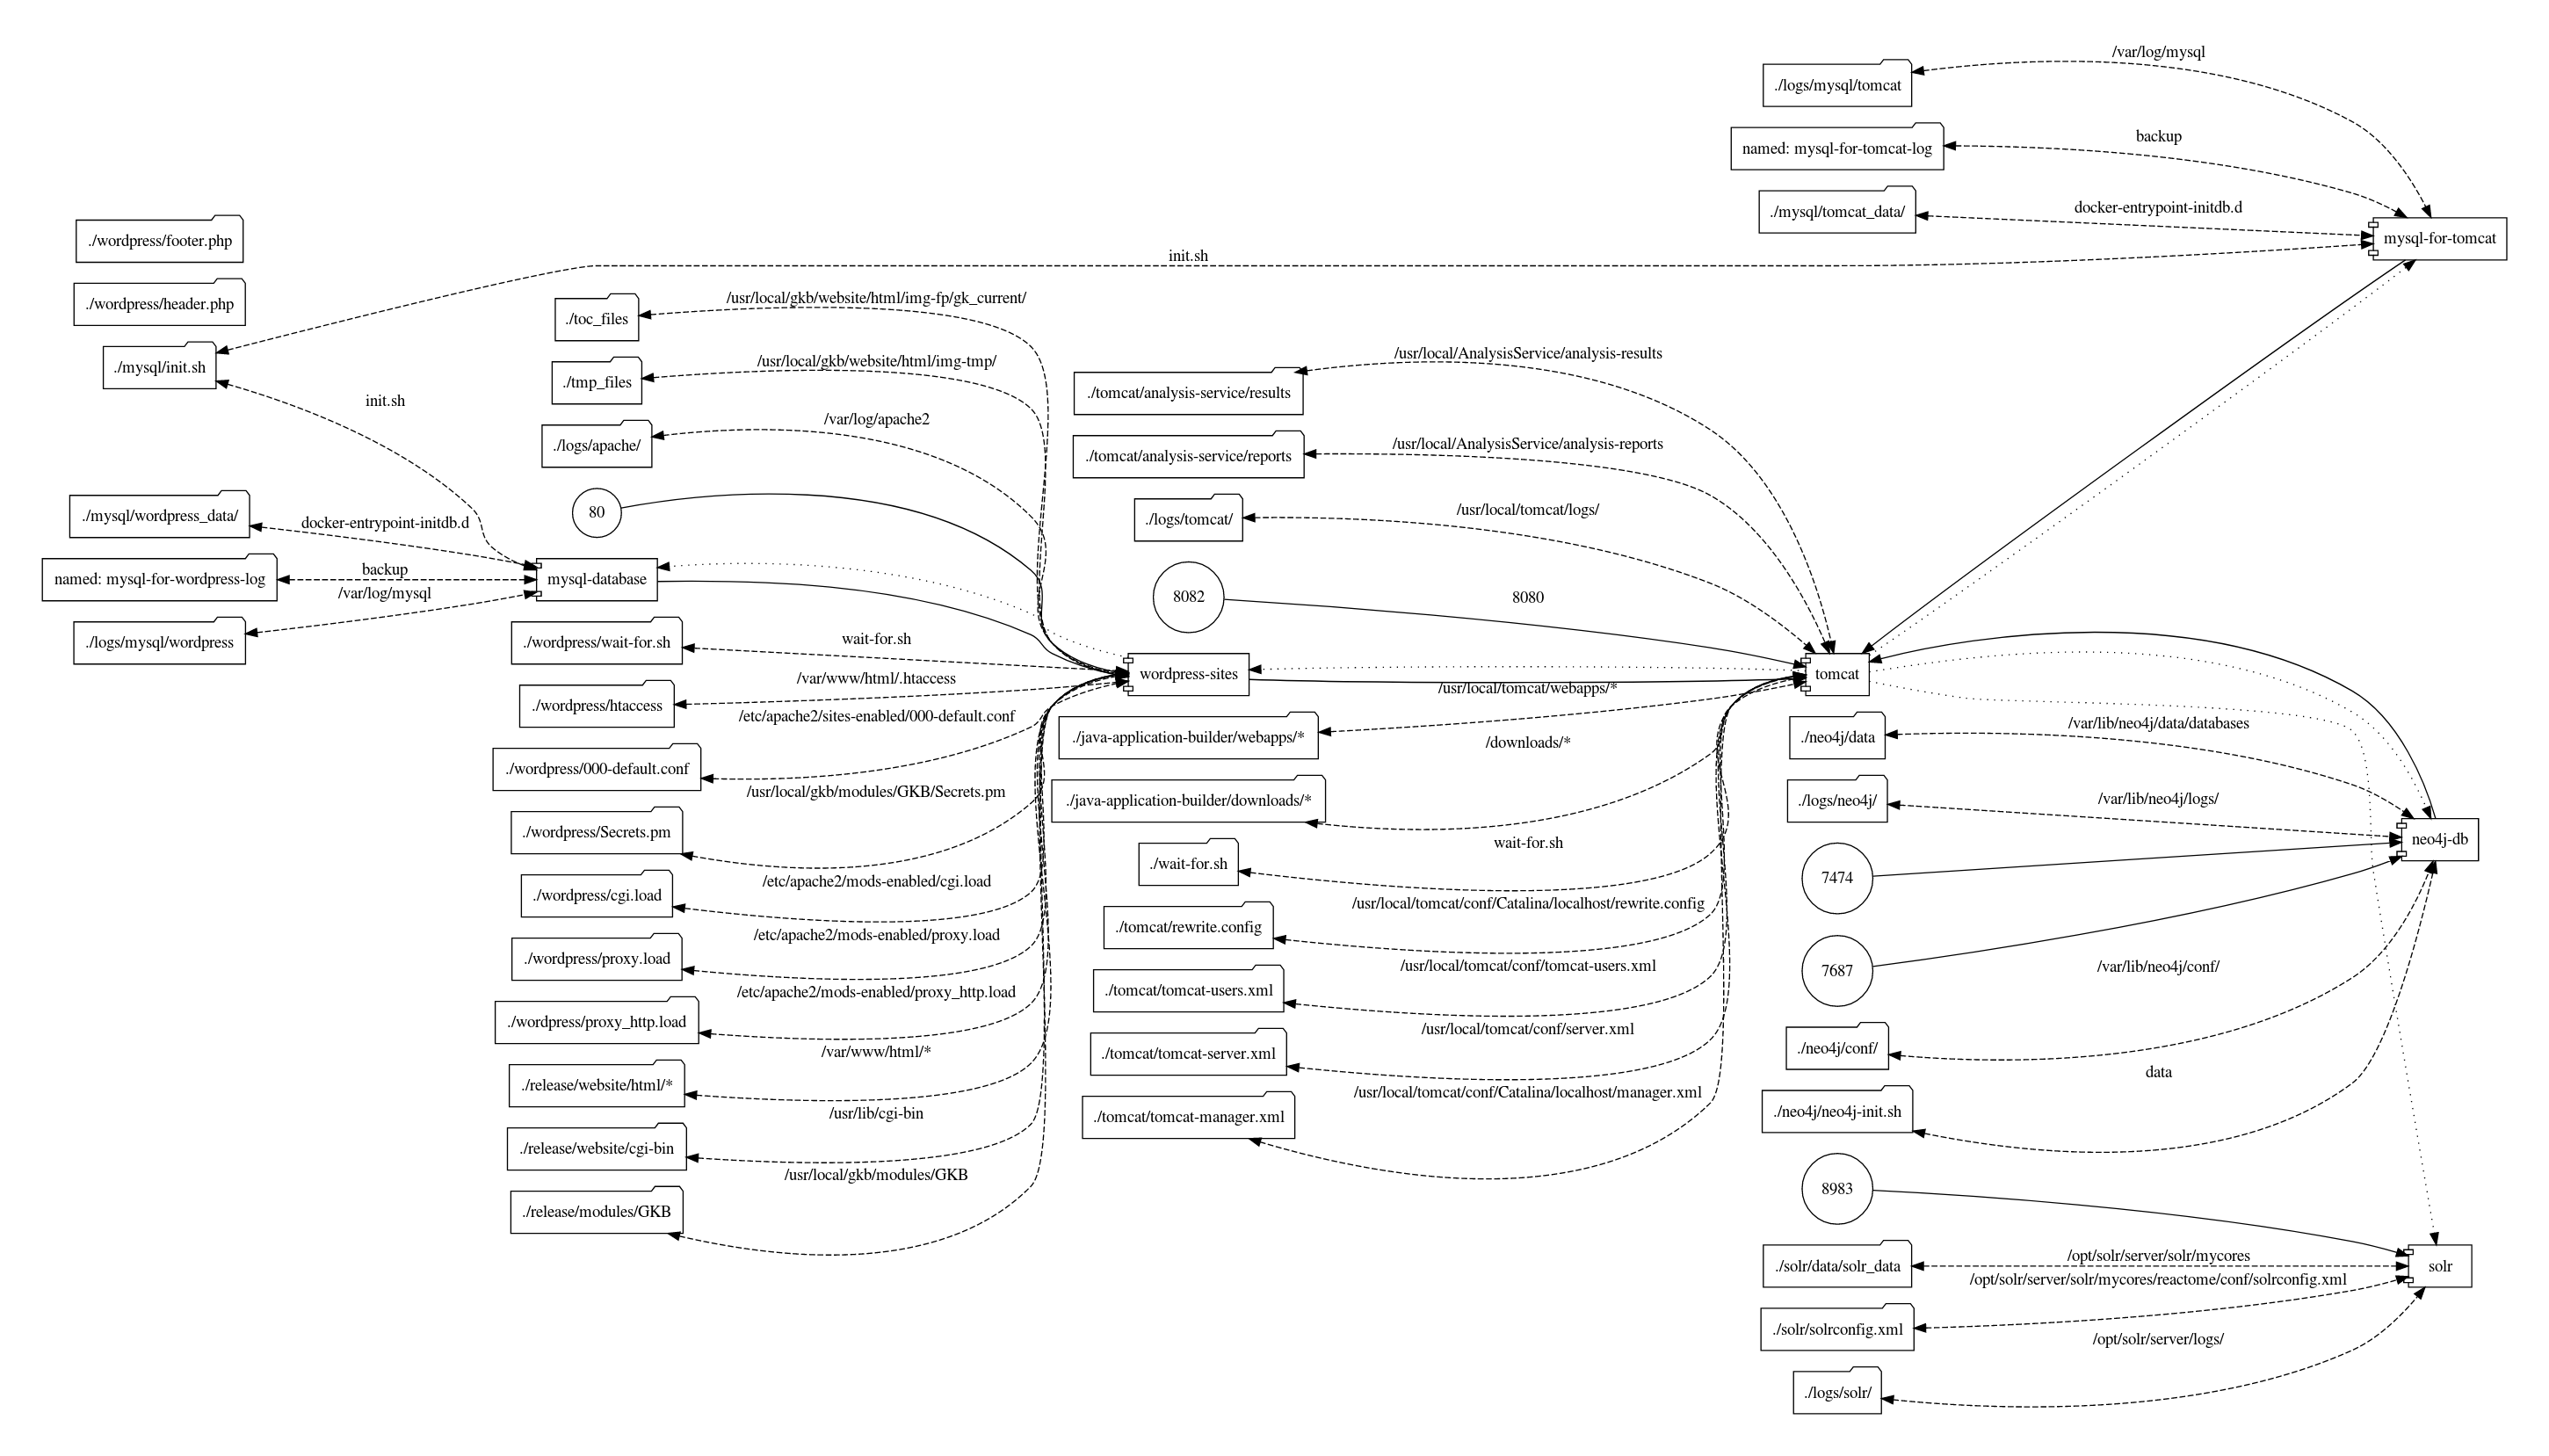 ./wordpress/footer.php
./wordpress/header.php
./mysql/init.sh
./mysql/wordpress_data/
named: mysql-for-wordpress-log
./logs/mysql/wordpress
init.sh
init.sh
docker-entrypoint-initdb.d
backup
/var/log/mysql
./toc_files
./tmp_files
./logs/apache/
80
mysql-database
./wordpress/wait-for.sh
./wordpress/htaccess
./wordpress/000-default.conf
./wordpress/Secrets.pm
./wordpress/cgi.load
./wordpress/proxy.load
./wordpress/proxy_http.load
./release/website/html/*
./release/website/cgi-bin
./release/modules/GKB
/usr/local/gkb/website/html/img-fp/gk_current/
/usr/local/gkb/website/html/img-tmp/
/var/log/apache2
wait-for.sh
/var/www/html/.htaccess
/etc/apache2/sites-enabled/000-default.conf
/usr/local/gkb/modules/GKB/Secrets.pm
/etc/apache2/mods-enabled/cgi.load
/etc/apache2/mods-enabled/proxy.load
/etc/apache2/mods-enabled/proxy_http.load
/var/www/html/*
/usr/lib/cgi-bin
/usr/local/gkb/modules/GKB
./tomcat/analysis-service/results
./tomcat/analysis-service/reports
./logs/tomcat/
8082
wordpress-sites
./java-application-builder/webapps/*
./java-application-builder/downloads/*
./wait-for.sh
./tomcat/rewrite.config
./tomcat/tomcat-users.xml
./tomcat/tomcat-server.xml
./tomcat/tomcat-manager.xml
/usr/local/AnalysisService/analysis-results
/usr/local/AnalysisService/analysis-reports
/usr/local/tomcat/logs/
8080
/usr/local/tomcat/webapps/*
/downloads/*
wait-for.sh
/usr/local/tomcat/conf/Catalina/localhost/rewrite.config
/usr/local/tomcat/conf/tomcat-users.xml
/usr/local/tomcat/conf/server.xml
/usr/local/tomcat/conf/Catalina/localhost/manager.xml
./logs/mysql/tomcat
named: mysql-for-tomcat-log
./mysql/tomcat_data/
tomcat
./neo4j/data
./logs/neo4j/
7474
7687
./neo4j/conf/
./neo4j/neo4j-init.sh
8983
./solr/data/solr_data
./solr/solrconfig.xml
./logs/solr/
/var/log/mysql
backup
docker-entrypoint-initdb.d
/var/lib/neo4j/data/databases
/var/lib/neo4j/logs/
/var/lib/neo4j/conf/
data
/opt/solr/server/solr/mycores
/opt/solr/server/solr/mycores/reactome/conf/solrconfig.xml
/opt/solr/server/logs/
mysql-for-tomcat
neo4j-db
solr